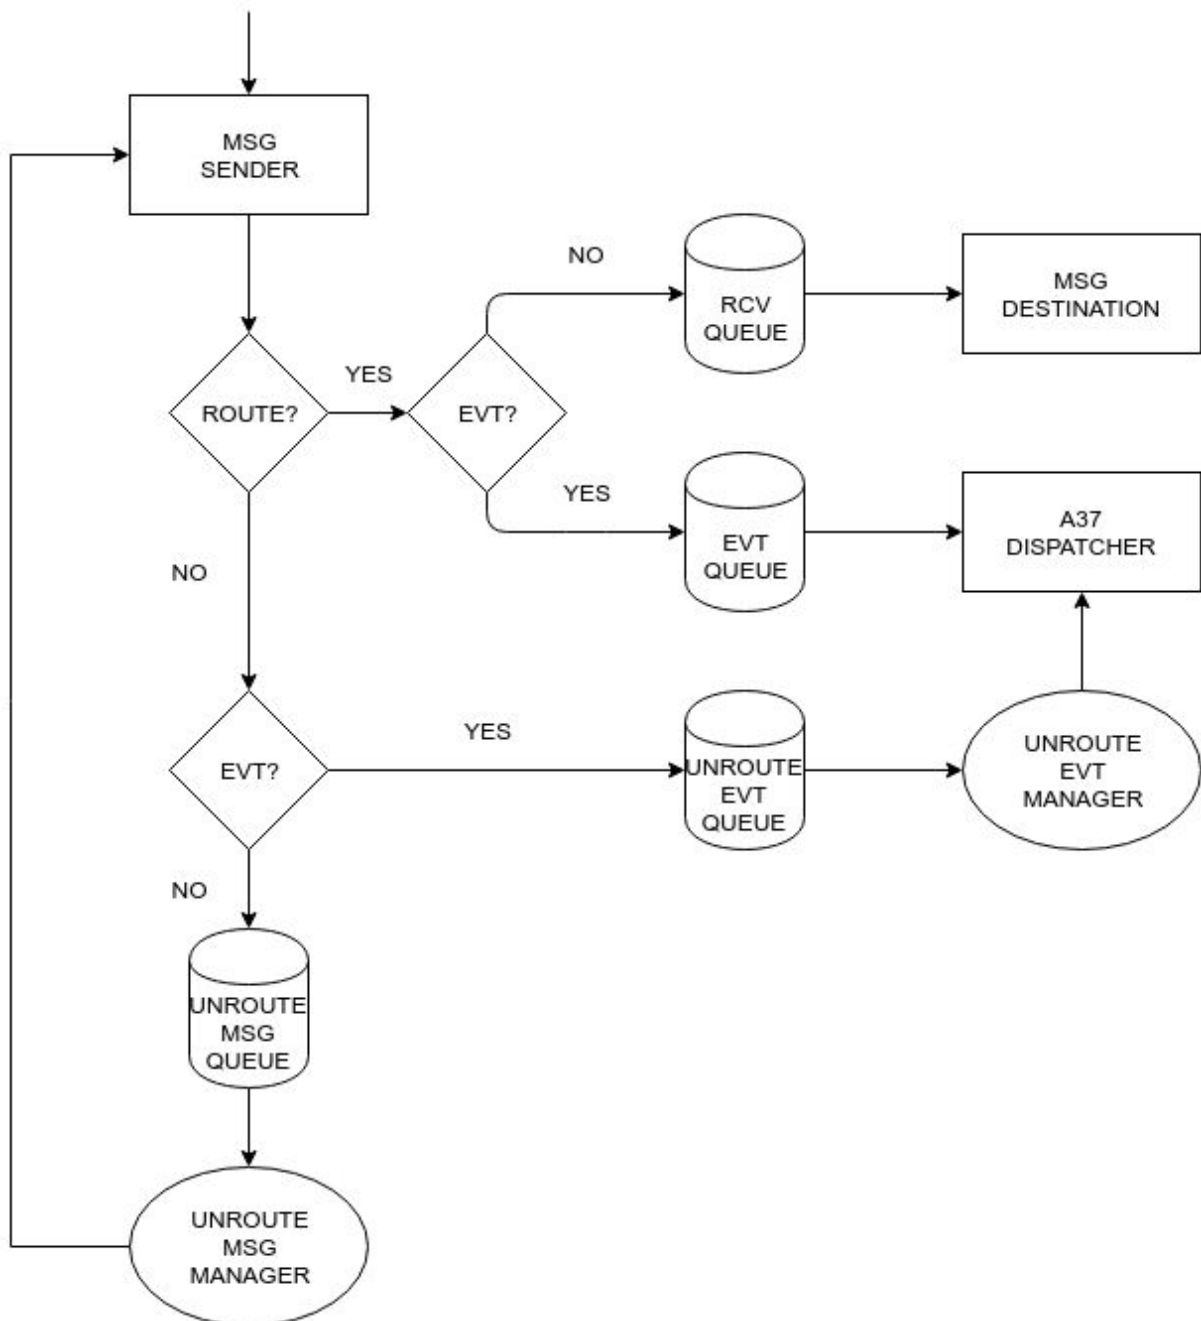 MSG
SENDER
NO
RCV
QUEUE
MSG
DESTINATION
YES
ROUTE?
EVT?
YES
EVT
QUEUE
A37
DISPATCHER
NO
YES
EVT?
UNROUTE
EVT
QUEUE
UNROUTE
EVT
MANAGER
NO
UNROUTE
MSG
QUEUE
UNROUTE
MSG
MANAGER